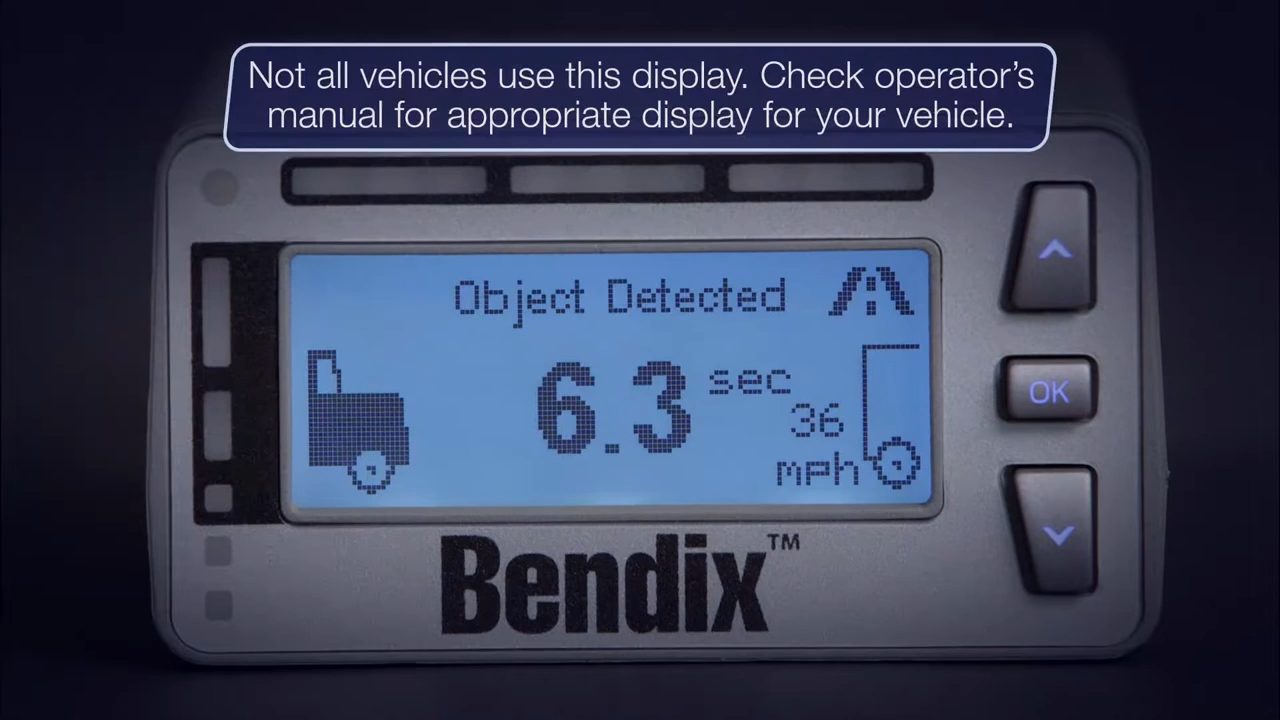 Not all vehicles use this display. Check operator's
manual for appropriate display for your vehicle.
Object Detected
6.3 sec
36
mph
OK
Bendix™